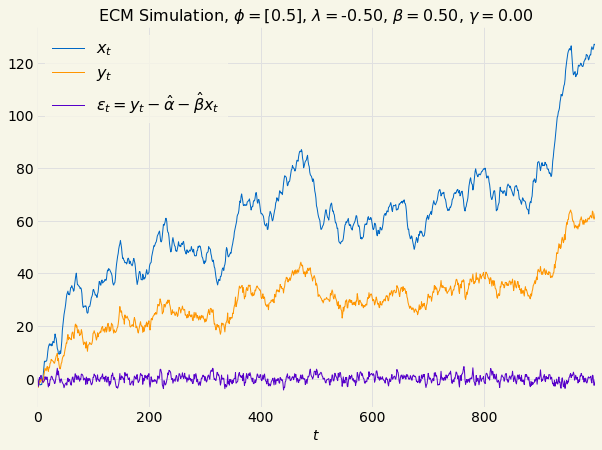 ECM Simulation, ϕ = [0.5], λ = -0.50, β = 0.50, γ = 0.00
x_t
y_t
ε_t = y_t − α̂ − β̂x_t
120
100
80
60
40
20
0
0 200 400 600 800
t